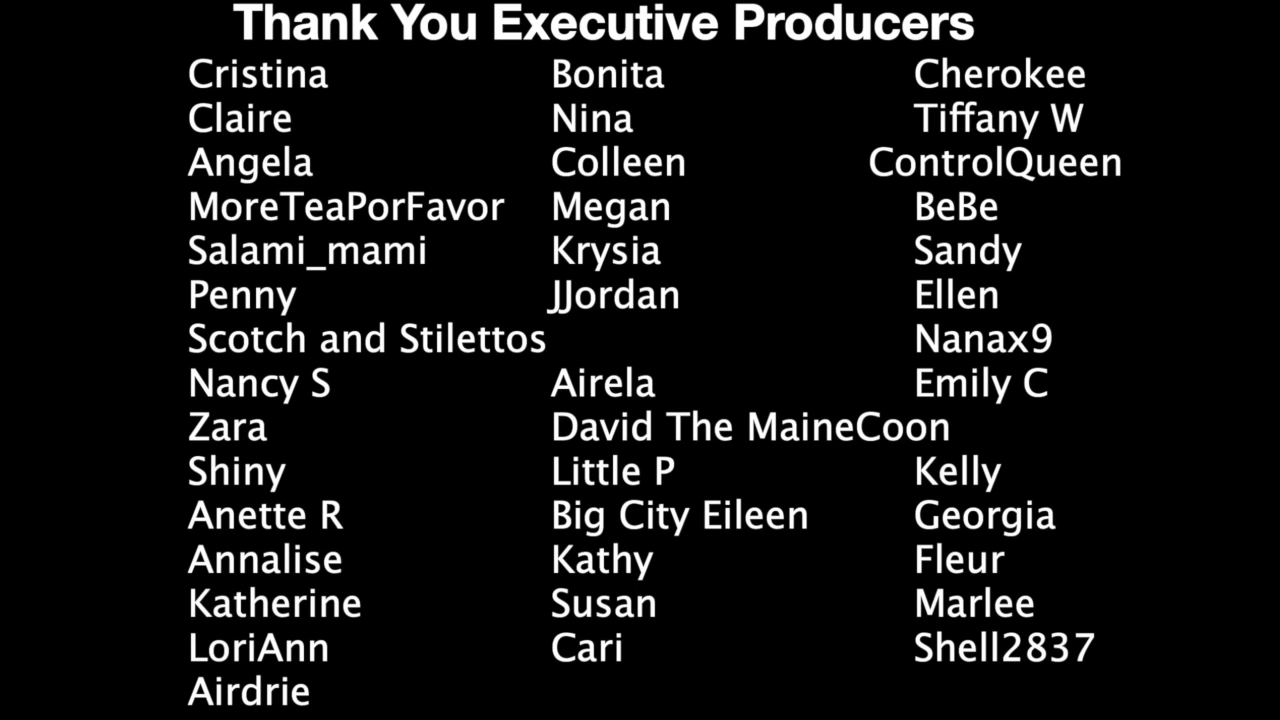 Thank You Executive Producers
Cristina Bonita Cherokee
Claire Nina Tiffany W
Angela Colleen ControlQueen
MoreTeaPorFavor Megan BeBe
Salami_mami Krysia Sandy
Penny JJordan Ellen
Scotch and Stilettos Nanax9
Nancy S Airela Emily C
Zara David The MaineCoon
Shiny Little P Kelly
Anette R Big City Eileen Georgia
Annalise Kathy Fleur
Katherine Susan Marlee
LoriAnn Cari Shell2837
Airdrie